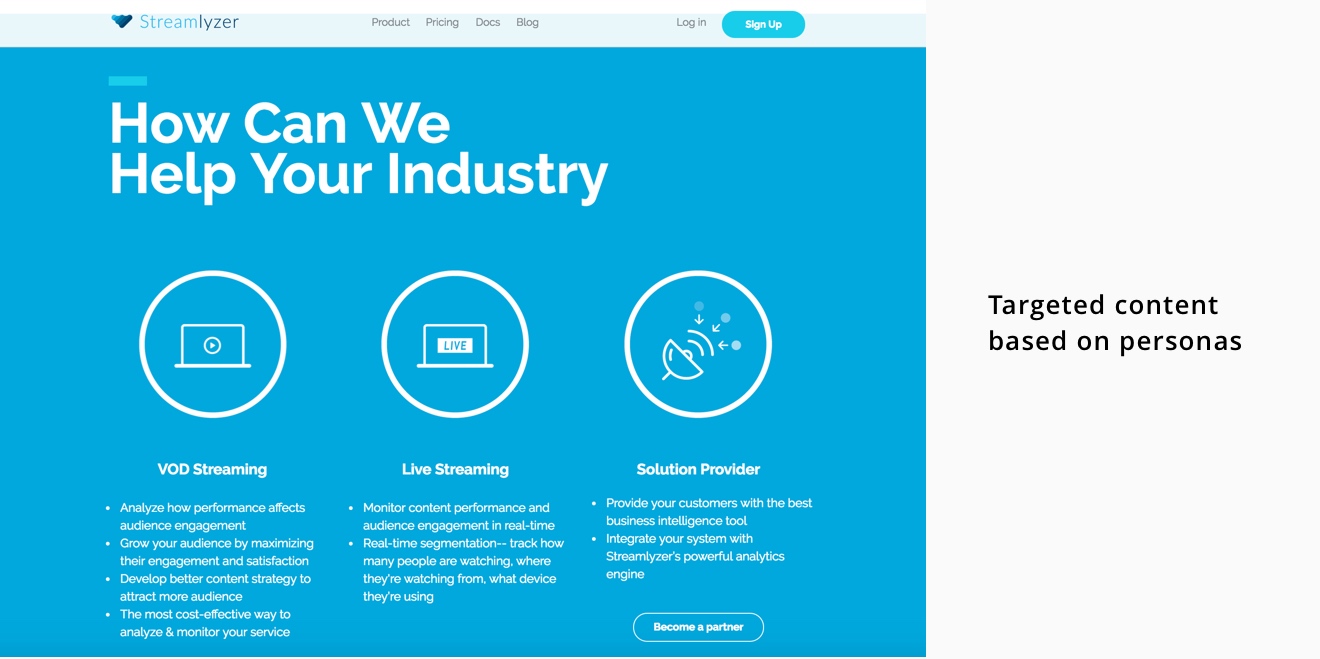 Streamlyzer
Product Pricing Docs Blog
Log in
Sign Up
How Can We
Help Your Industry
LIVE
VOD Streaming
• Analyze how performance affects
audience engagement
• Grow your audience by maximizing
their engagement and satisfaction
• Develop better content strategy to
attract more audience
• The most cost-effective way to
analyze & monitor your service
Live Streaming
• Monitor content performance and
audience engagement in real-time
• Real-time segmentation-- track how
many people are watching, where
they're watching from, what device
they're using
Solution Provider
• Provide your customers with the best
business intelligence tool
• Integrate your system with
Streamlyzer's powerful analytics
engine
Become a partner
Targeted content
based on personas